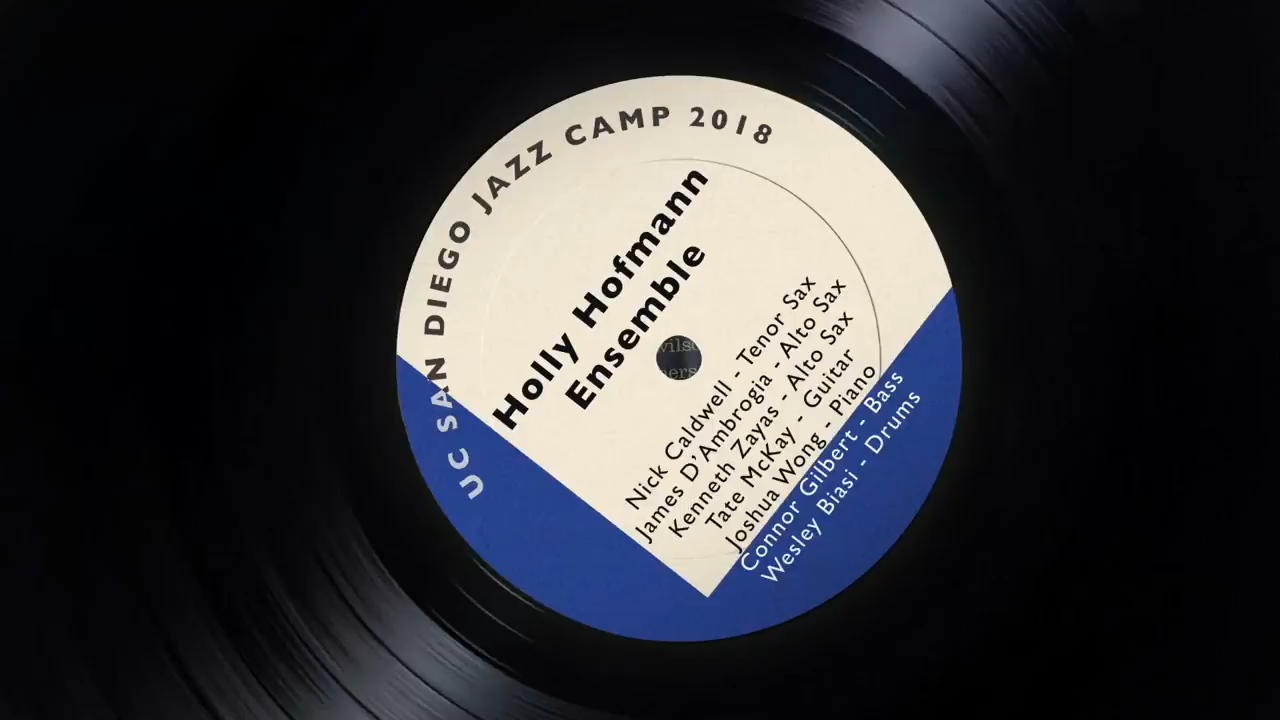 UC SAN DIEGO JAZZ CAMP 2018
Holly Hofmann
Ensemble
Nick Caldwell - Tenor Sax
James D'Ambrogia - Alto Sax
Kenneth Zayas - Alto Sax
Tate McKay - Guitar
Joshua Wong - Piano
Connor Gilbert - Bass
Wesley Biasi - Drums